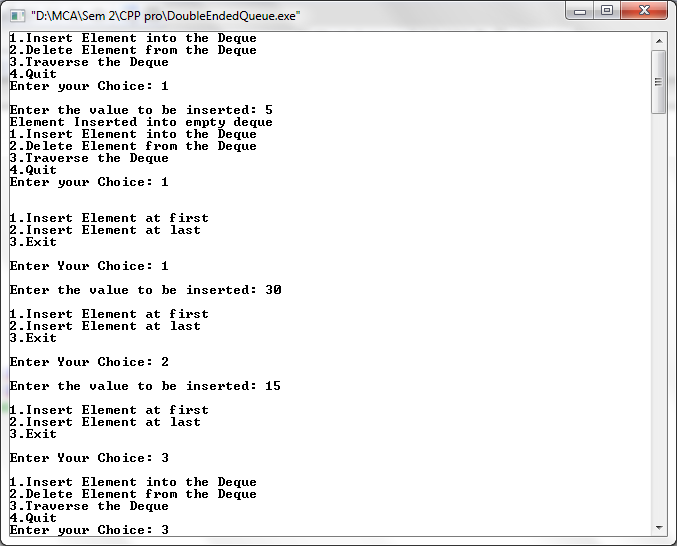 "D:\MCA\Sem 2\CPP pro\DoubleEndedQueue.exe"
1.Insert Element into the Deque
2.Delete Element from the Deque
3.Traverse the Deque
4.Quit
Enter your Choice: 1
Enter the value to be inserted: 5
Element Inserted into empty deque
1.Insert Element into the Deque
2.Delete Element from the Deque
3.Traverse the Deque
4.Quit
Enter your Choice: 1
1.Insert Element at first
2.Insert Element at last
3.Exit
Enter Your Choice: 1
Enter the value to be inserted: 30
1.Insert Element at first
2.Insert Element at last
3.Exit
Enter Your Choice: 2
Enter the value to be inserted: 15
1.Insert Element at first
2.Insert Element at last
3.Exit
Enter Your Choice: 3
1.Insert Element into the Deque
2.Delete Element from the Deque
3.Traverse the Deque
4.Quit
Enter your Choice: 3